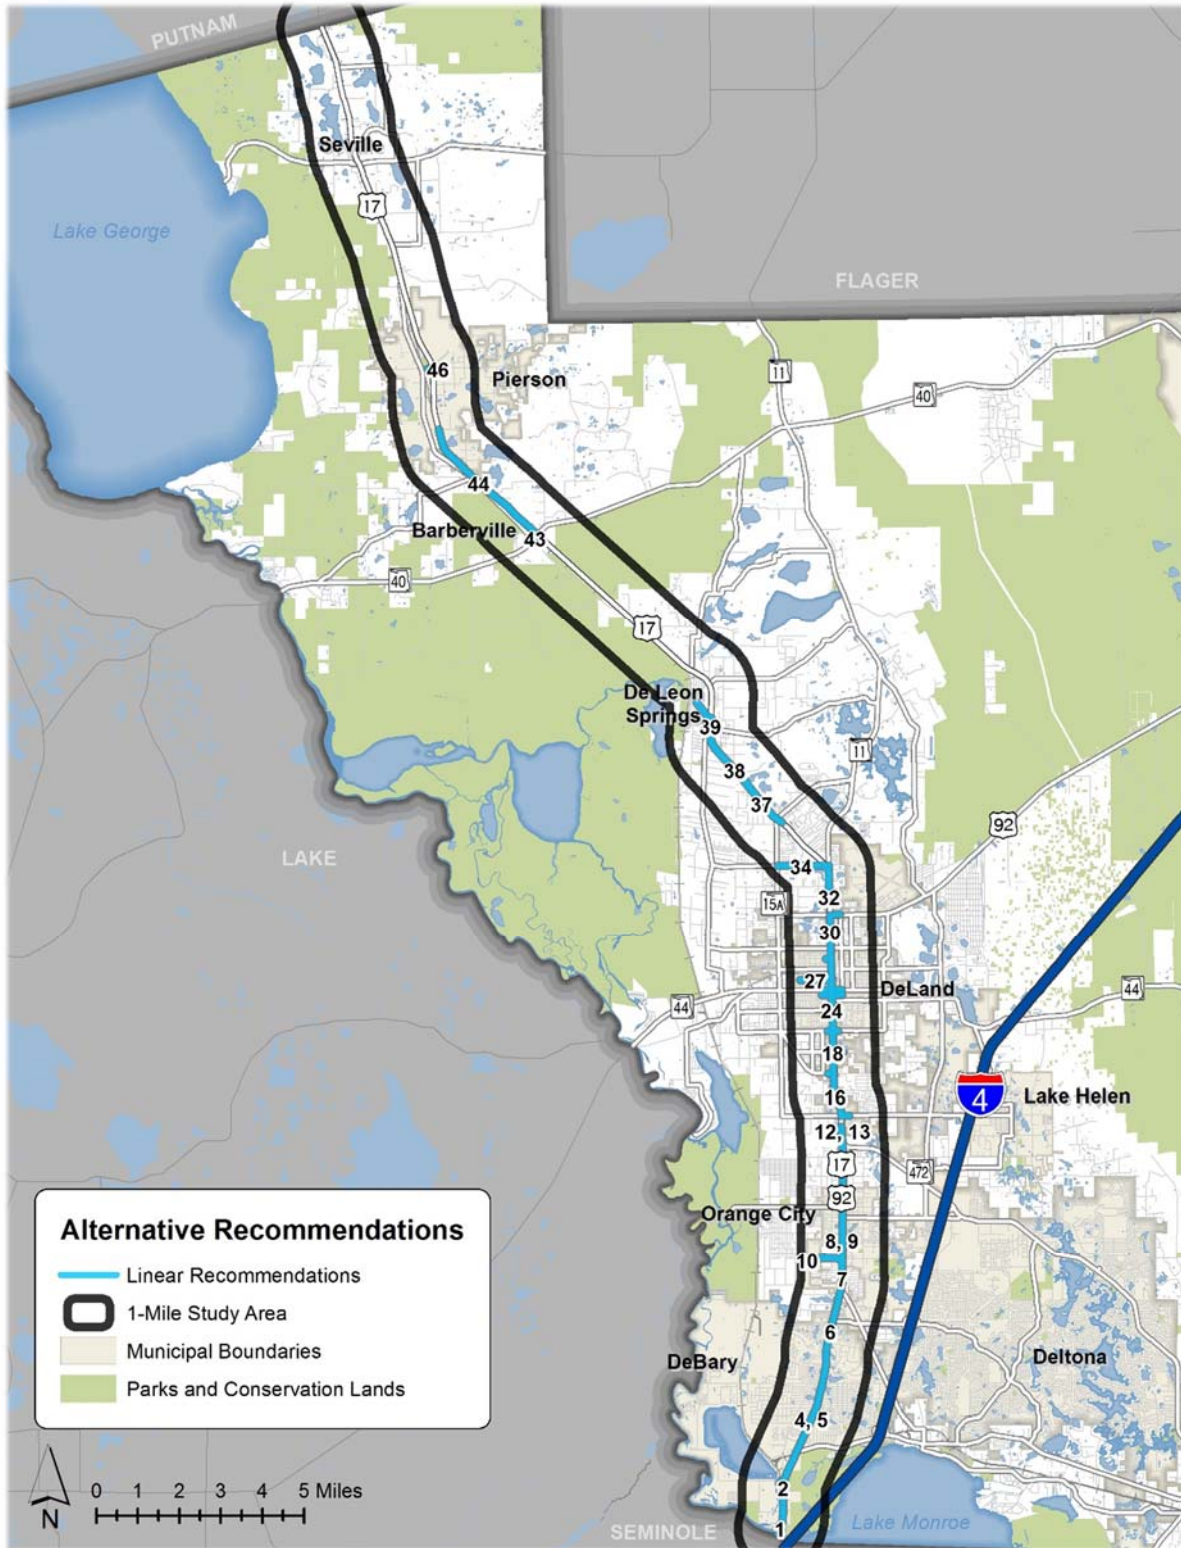 PUTNAM
Seville
17
Lake George
FLAGER
46
Pierson
11
40
44
Barberville
43
40
17
De Leon
Springs
39
11
38
37
92
LAKE
34
15A
32
30
27
DeLand
44
44
24
18
16
4
Lake Helen
12, 13
17
472
92
Orange City
8, 9
10
7
6
DeBary
Deltona
4, 5
2
1
SEMINOLE
Lake Monroe
Alternative Recommendations
Linear Recommendations
1-Mile Study Area
Municipal Boundaries
Parks and Conservation Lands
N
0 1 2 3 4 5 Miles